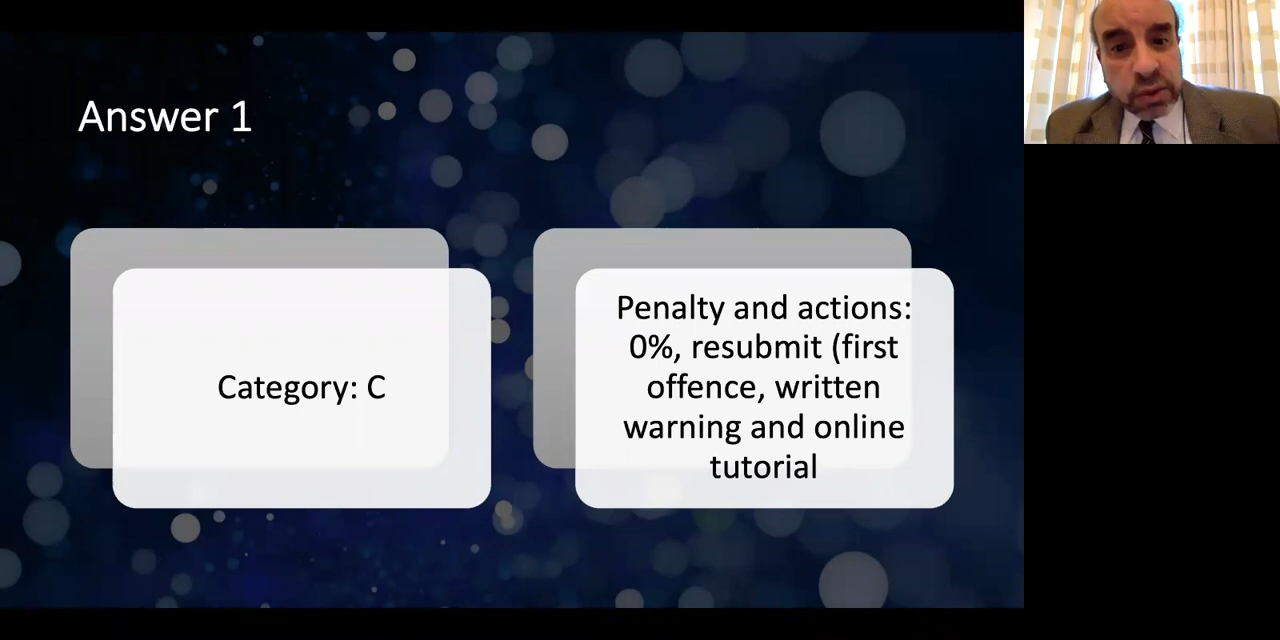 Answer 1
Category: C
Penalty and actions:
0%, resubmit (first
offence, written
warning and online
tutorial